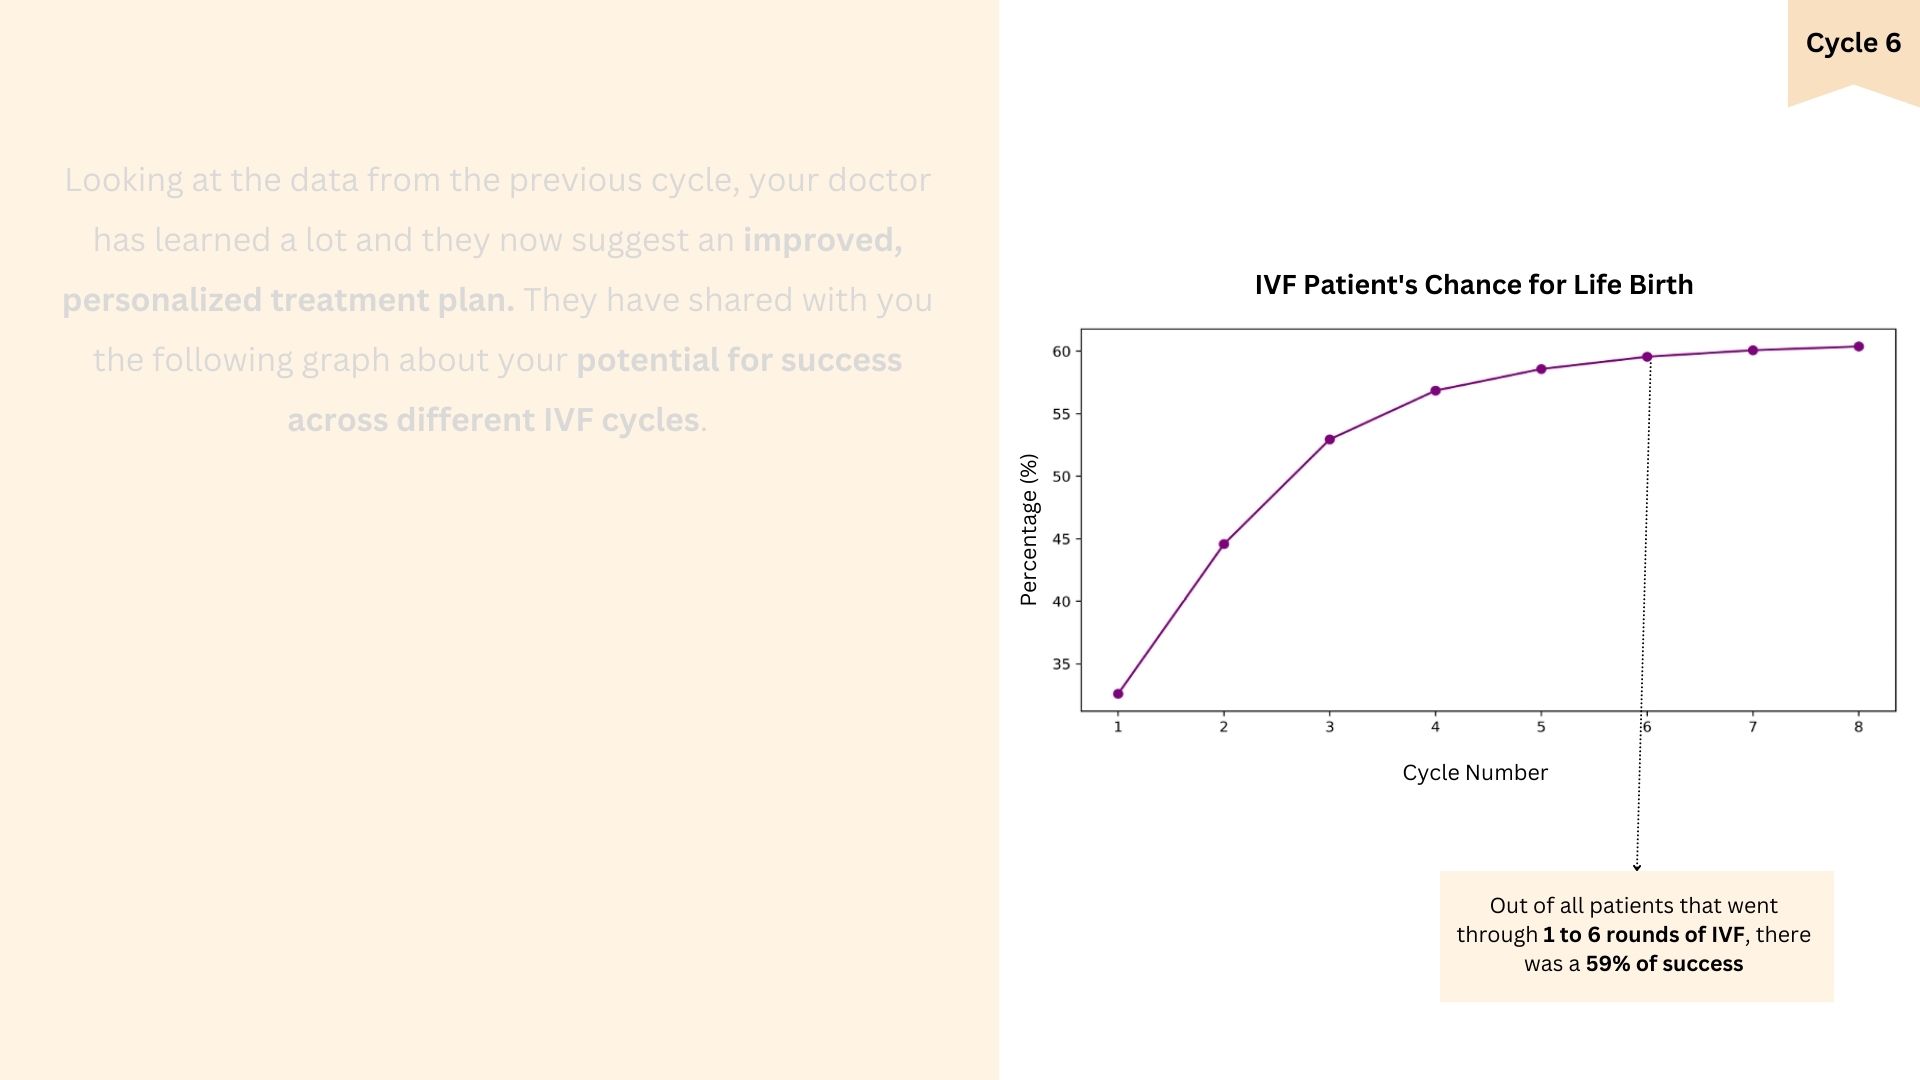 Cycle 6
Looking at the data from the previous cycle, your doctor
has learned a lot and they now suggest an improved,
personalized treatment plan. They have shared with you
the following graph about your potential for success
across different IVF cycles.
IVF Patient's Chance for Life Birth
Percentage (%)
60
55
50
45
40
35
1 2 3 4 5 6 7 8
Cycle Number
Out of all patients that went
through 1 to 6 rounds of IVF, there
was a 59% of success